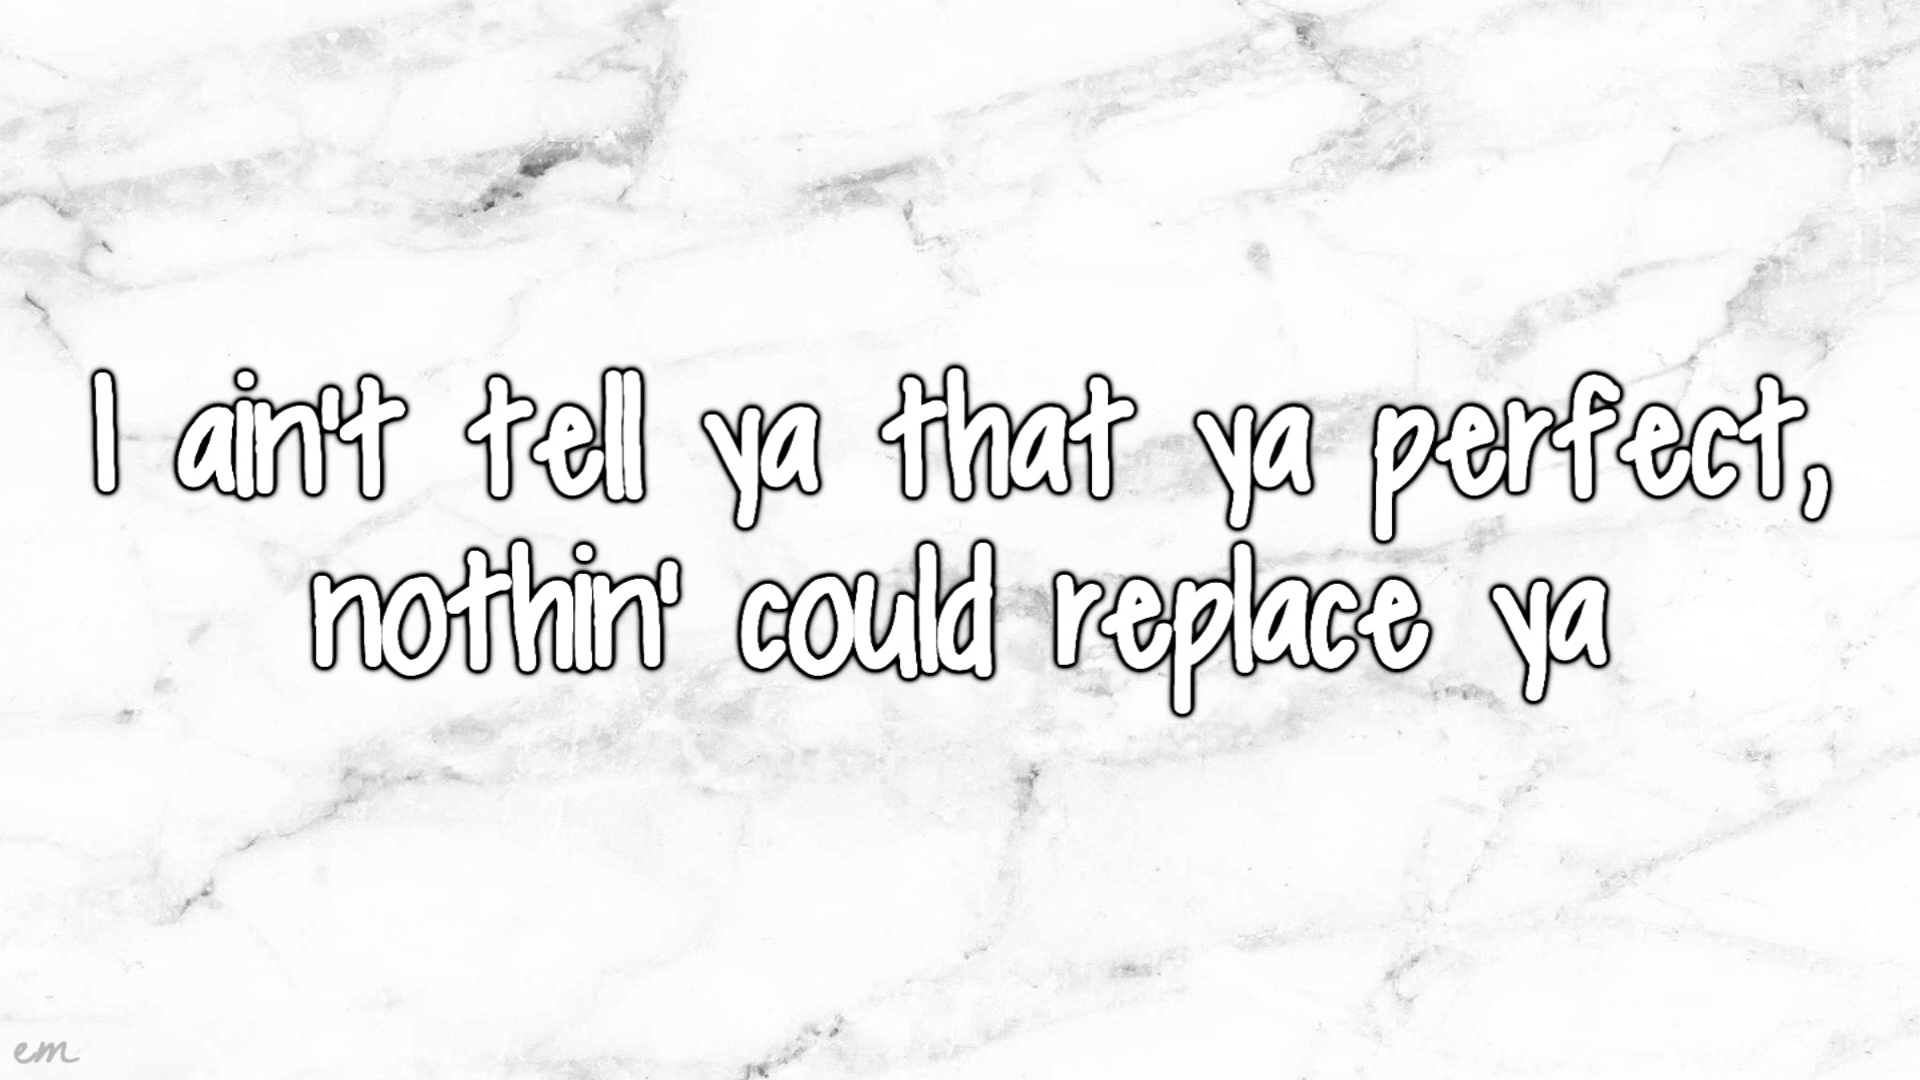 I ain't tell ya that ya perfect,
nothin' could replace ya
em